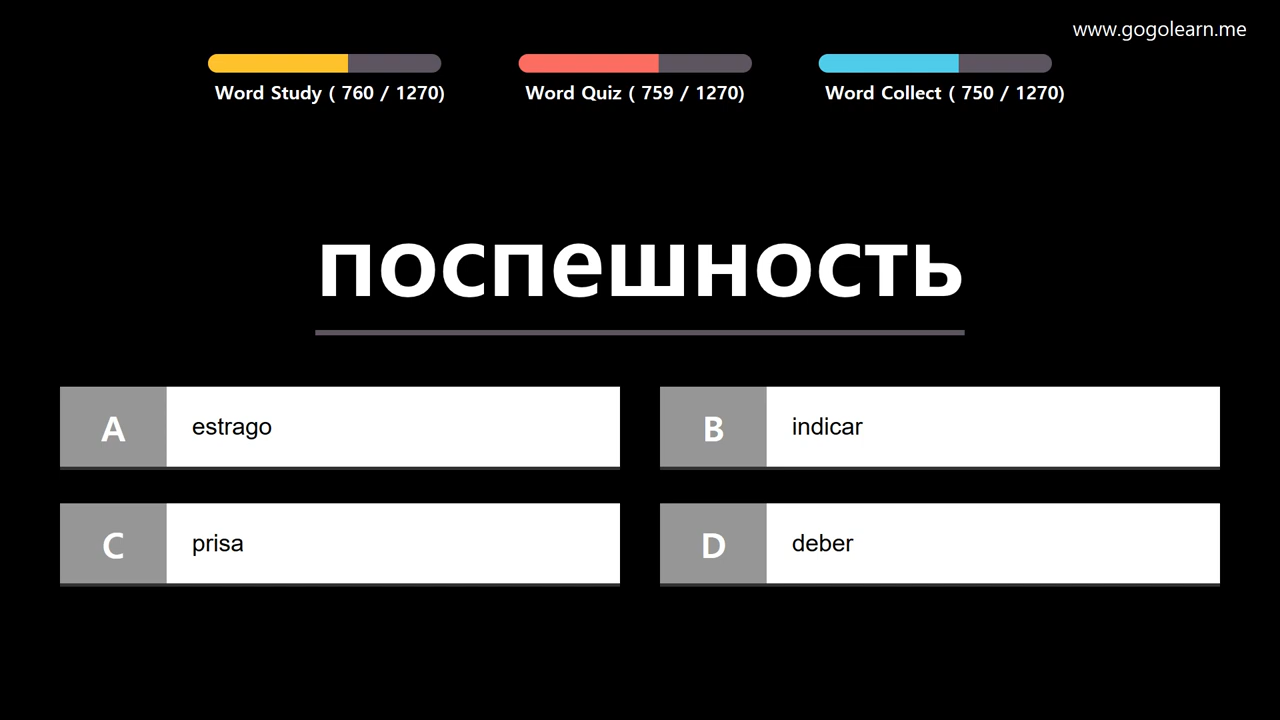 www.gogolearn.me
Word Study ( 760 / 1270)
Word Quiz ( 759 / 1270)
Word Collect ( 750 / 1270)
поспешность
A estrago
B indicar
C prisa
D deber